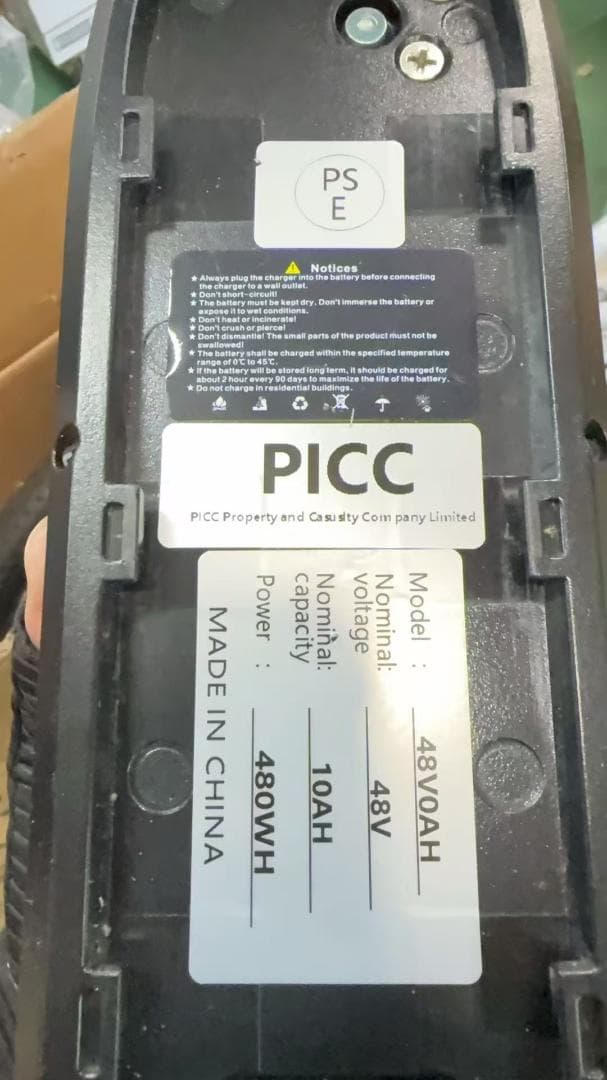 PS
E
Notices
★ Always plug the charger into the battery before connecting
the charger to a wall outlet.
★ Don't short-circuit!
★ The battery must be kept dry. Don't immerse the battery or
expose it to wet conditions.
★ Don't heat or incinerate!
★ Don't crush or pierce!
★ Don't dismantle! The small parts of the product must not be
swallowed!
★ The battery shall be charged within the specified temperature
range of 0℃ to 45℃.
★ If the battery will be stored long term, it should be charged for
about 2 hour every 90 days to maximize the life of the battery.
★ Do not charge in residential buildings.
PICC
PICC Property and Casualty Company Limited
Model : 48V0AH
Nominal:
voltage 48V
Nominal:
capacity 10AH
Power : 480WH
MADE IN CHINA